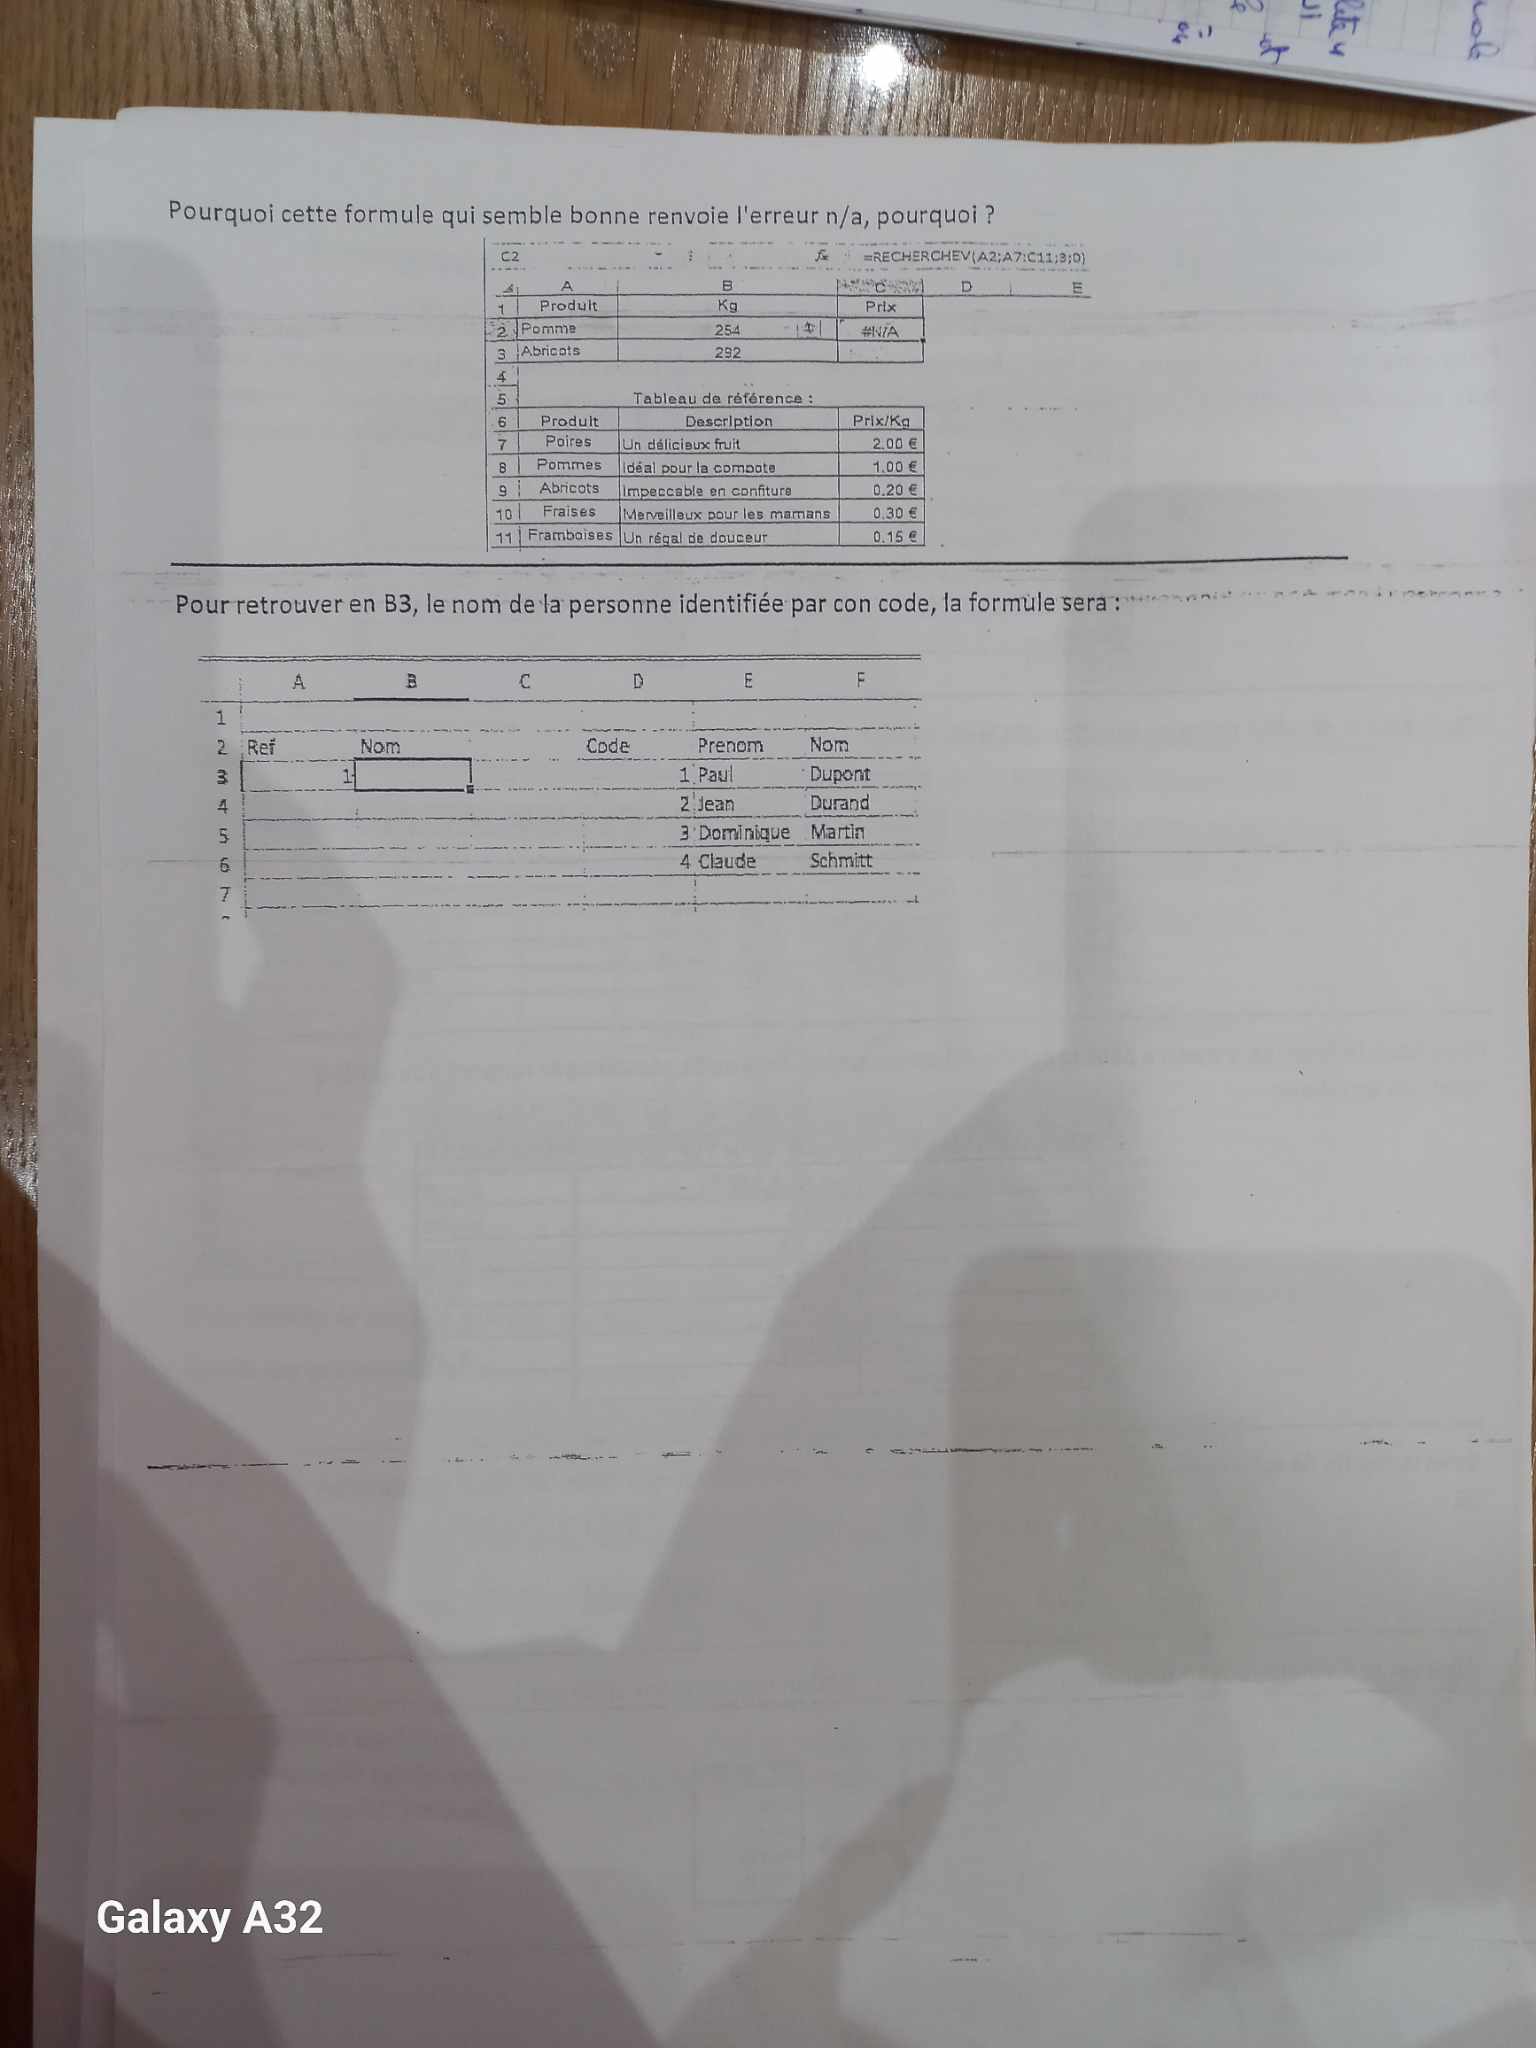 Pourquoi cette formule qui semble bonne renvoie l'erreur n/a, pourquoi ?
C2 fx =RECHERCHEV(A2;A7:C11;3;0)
A B C D E
1 Produit Kg Prix
2 Pomme 254 #N/A
3 Abricots 292
4
5 Tableau de référence :
6 Produit Description Prix/Kg
7 Poires Un délicieux fruit 2.00 €
8 Pommes Idéal pour la compote 1.00 €
9 Abricots Impeccable en confiture 0.20 €
10 Fraises Merveilleux pour les mamans 0.30 €
11 Framboises Un régal de douceur 0.15 €
Pour retrouver en B3, le nom de la personne identifiée par con code, la formule sera :
A B C D E F
1
2 Ref Nom Code Prenom Nom
3 1 1 Paul Dupont
4 2 Jean Durand
5 3 Dominique Martin
6 4 Claude Schmitt
7
Galaxy A32